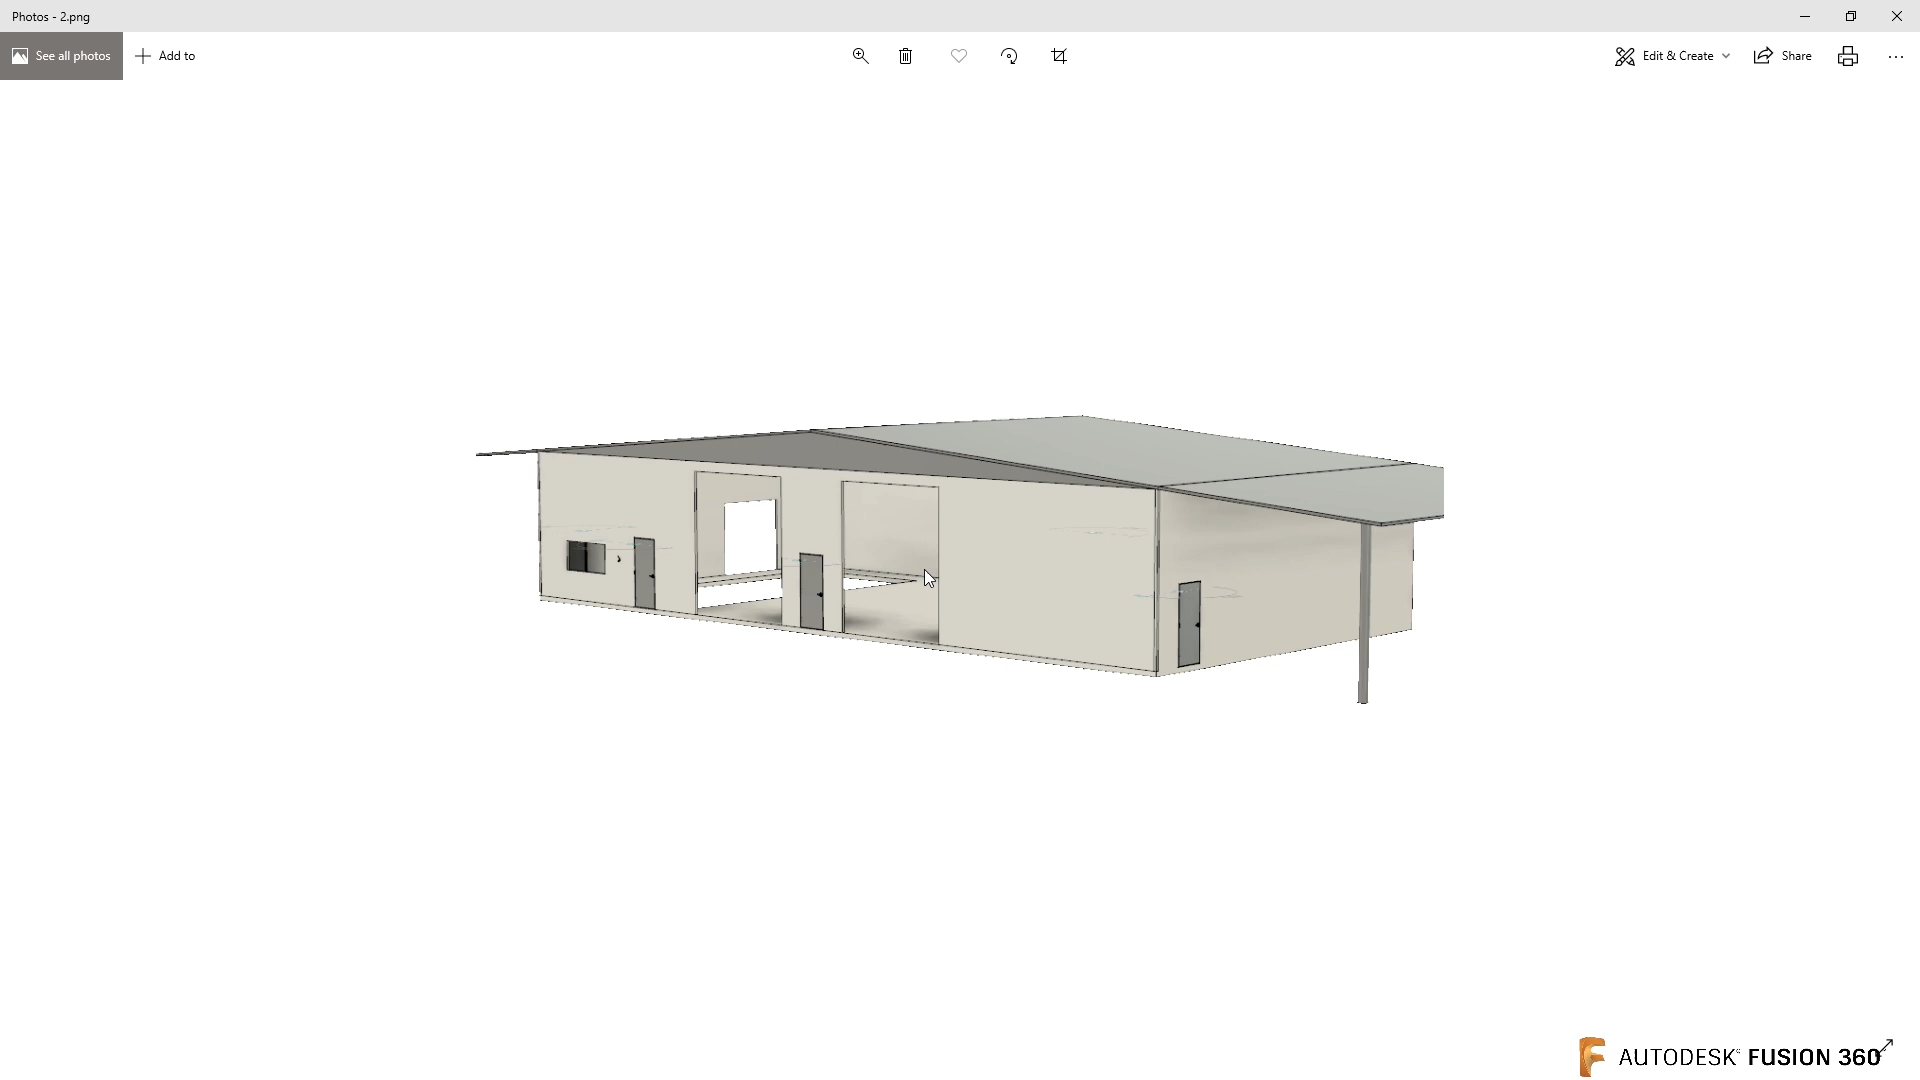 Photos - 2.png
See all photos
Add to
Edit & Create
Share
AUTODESK® FUSION 360